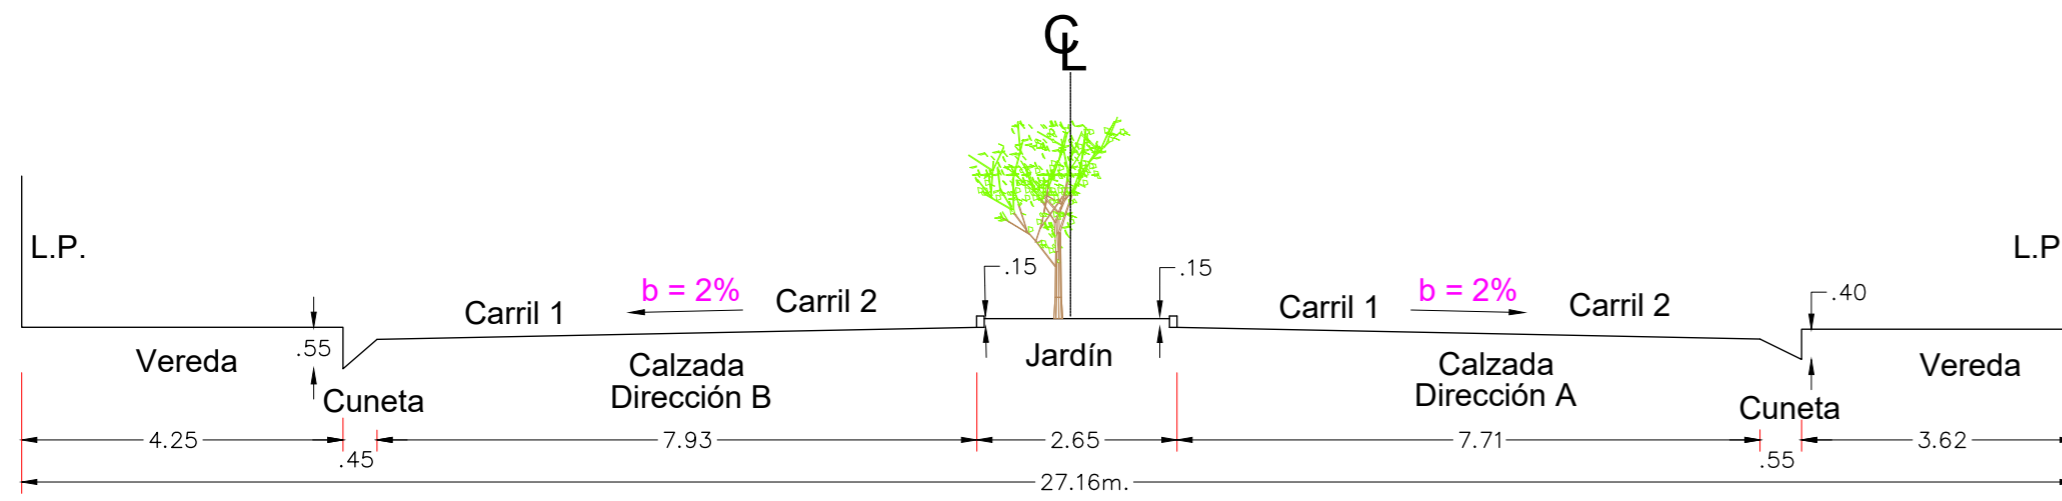 CL
L.P.
L.P
.15
.15
b = 2%
b = 2%
Carril 1
Carril 2
Carril 1
Carril 2
.40
.55
Vereda
Calzada
Dirección B
Jardín
Calzada
Dirección A
Vereda
Cuneta
Cuneta
4.25
7.93
2.65
7.71
3.62
.45
.55
27.16m.